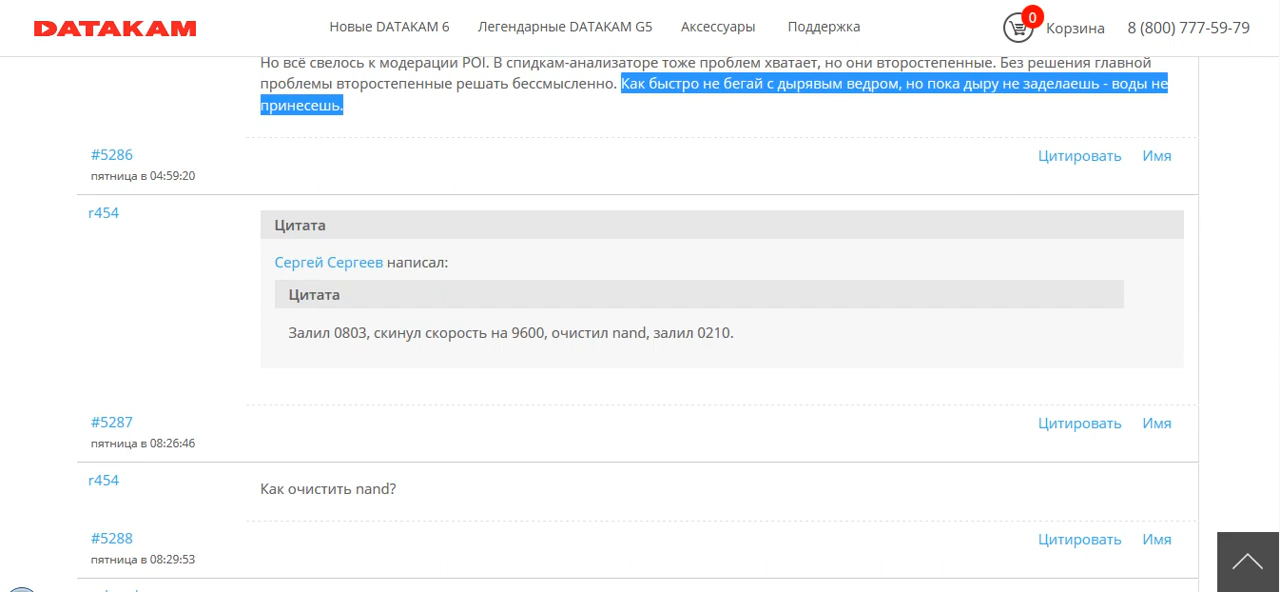 DATAKAM
Новые DATAKAM 6 Легендарные DATAKAM G5 Аксессуары Поддержка 0 Корзина 8 (800) 777-59-79
Но всё свелось к модерации POI. В спидкам-анализаторе тоже проблем хватает, но они второстепенные. Без решения главной
проблемы второстепенные решать бессмысленно. Как быстро не бегай с дырявым ведром, но пока дыру не заделаешь - воды не
принесешь.
#5286 Цитировать Имя
пятница в 04:59:20
r454
Цитата
Сергей Сергеев написал:
Цитата
Залил 0803, скинул скорость на 9600, очистил nand, залил 0210.
#5287 Цитировать Имя
пятница в 08:26:46
r454
Как очистить nand?
#5288 Цитировать Имя
пятница в 08:29:53